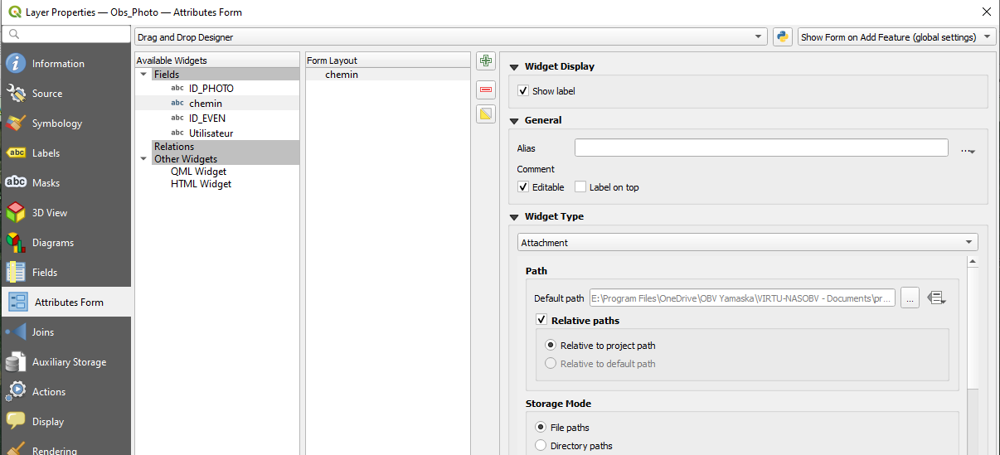 Layer Properties — Obs_Photo — Attributes Form
Drag and Drop Designer
Show Form on Add Feature (global settings)
Information
Source
Symbology
Labels
Masks
3D View
Diagrams
Fields
Attributes Form
Joins
Auxiliary Storage
Actions
Display
Rendering
Available Widgets
Fields
abc ID_PHOTO
abc chemin
abc ID_EVEN
abc Utilisateur
Relations
Other Widgets
QML Widget
HTML Widget
Form Layout
chemin
Widget Display
Show label
General
Alias
...
Comment
Editable Label on top
Widget Type
Attachment
Path
Default path E:\Program Files\OneDrive\OBV Yamaska\VIRTU-NASOBV - Documents\pr... ...
Relative paths
Relative to project path
Relative to default path
Storage Mode
File paths
Directory paths